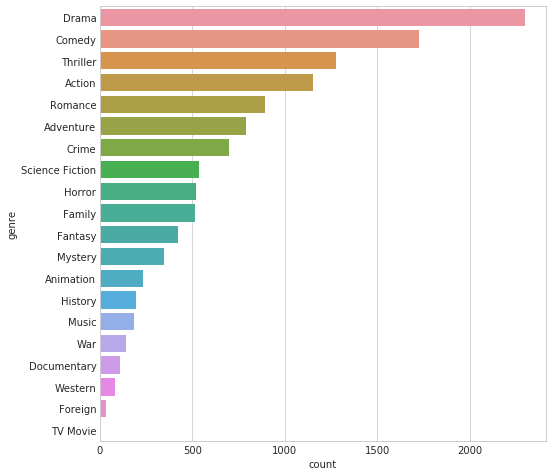 Drama
Comedy
Thriller
Action
Romance
Adventure
Crime
Science Fiction
Horror
Family
Fantasy
Mystery
Animation
History
Music
War
Documentary
Western
Foreign
TV Movie
genre
0 500 1000 1500 2000
count